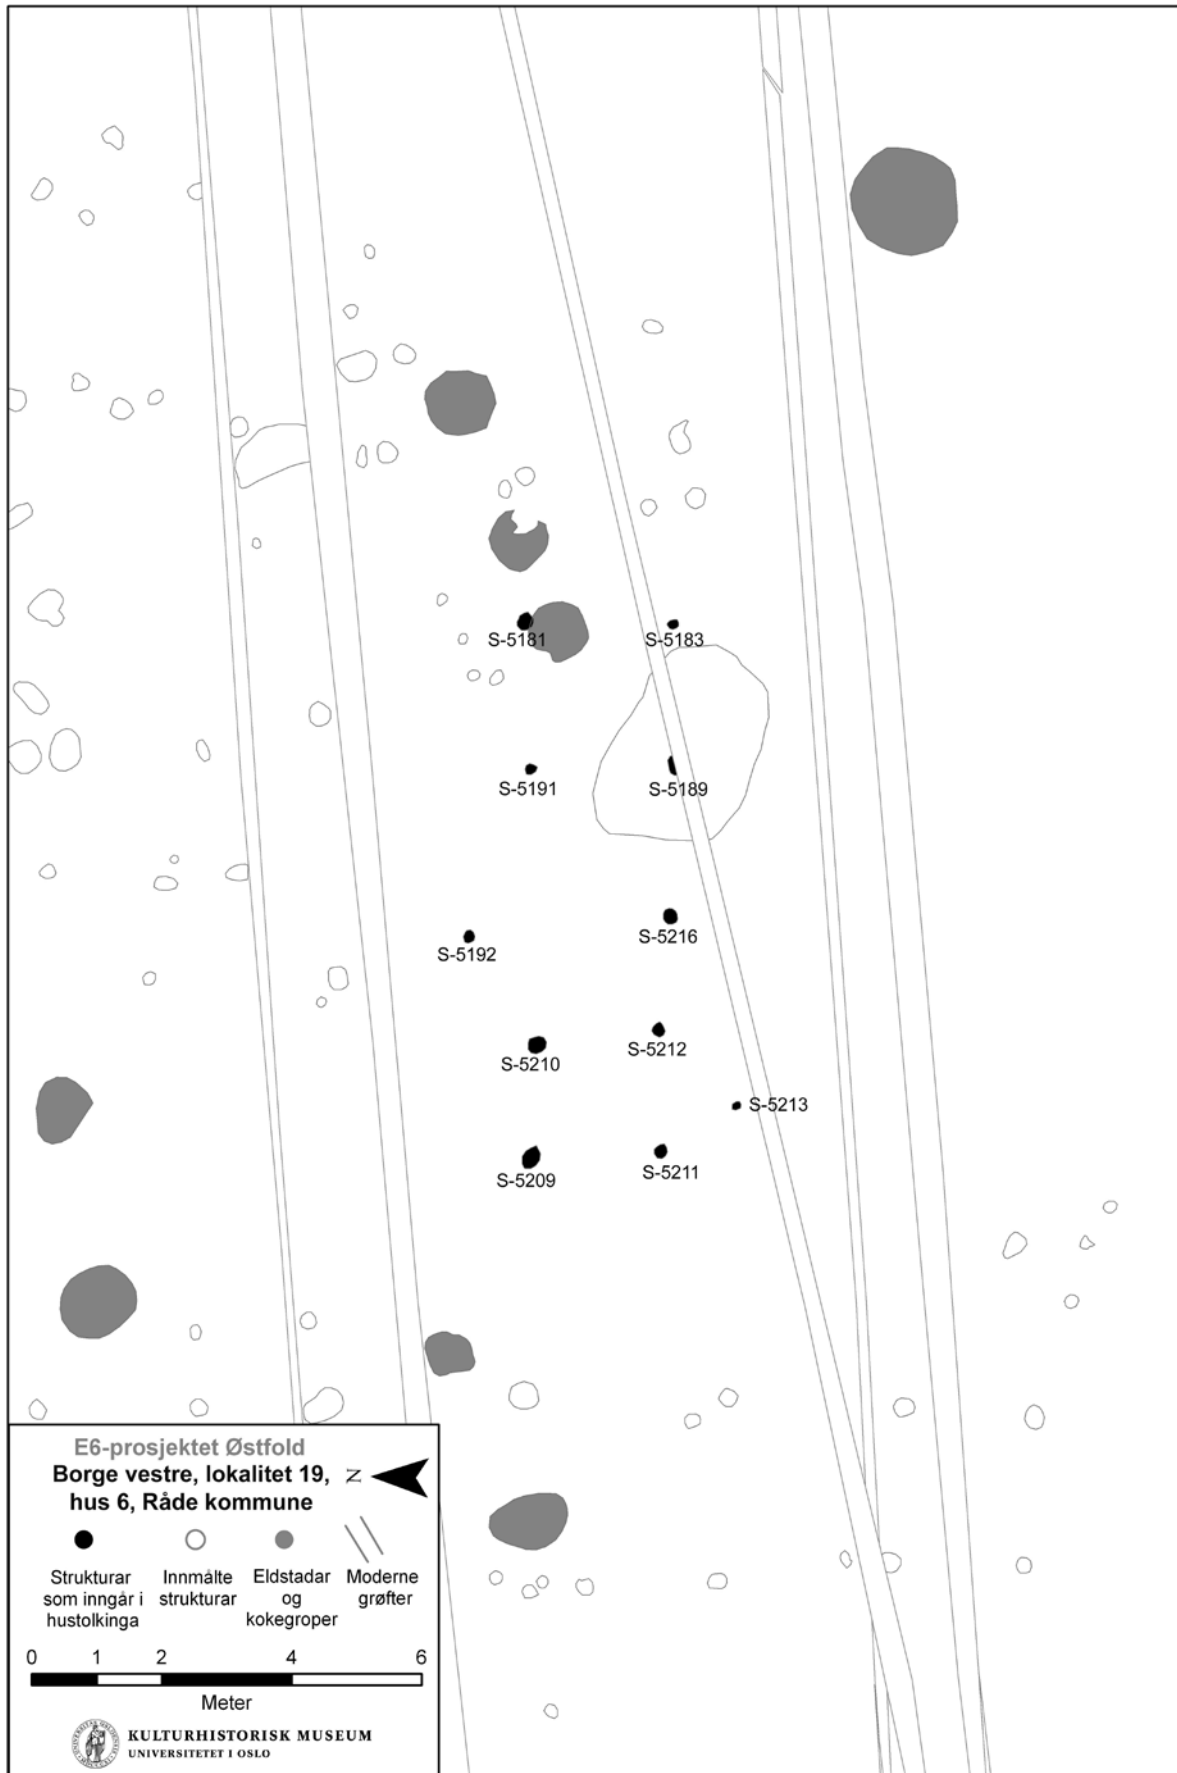 S-5181
S-5183
S-5191
S-5189
S-5192
S-5216
S-5210
S-5212
S-5213
S-5209
S-5211
E6-prosjektet Østfold
Borge vestre, lokalitet 19,
hus 6, Råde kommune
N
Strukturar
som inngår i
hustolkinga
Innmålte
strukturar
Eldstadar
og
kokegroper
Moderne
grøfter
0 1 2 4 6
Meter
KULTURHISTORISK MUSEUM
UNIVERSITETET I OSLO